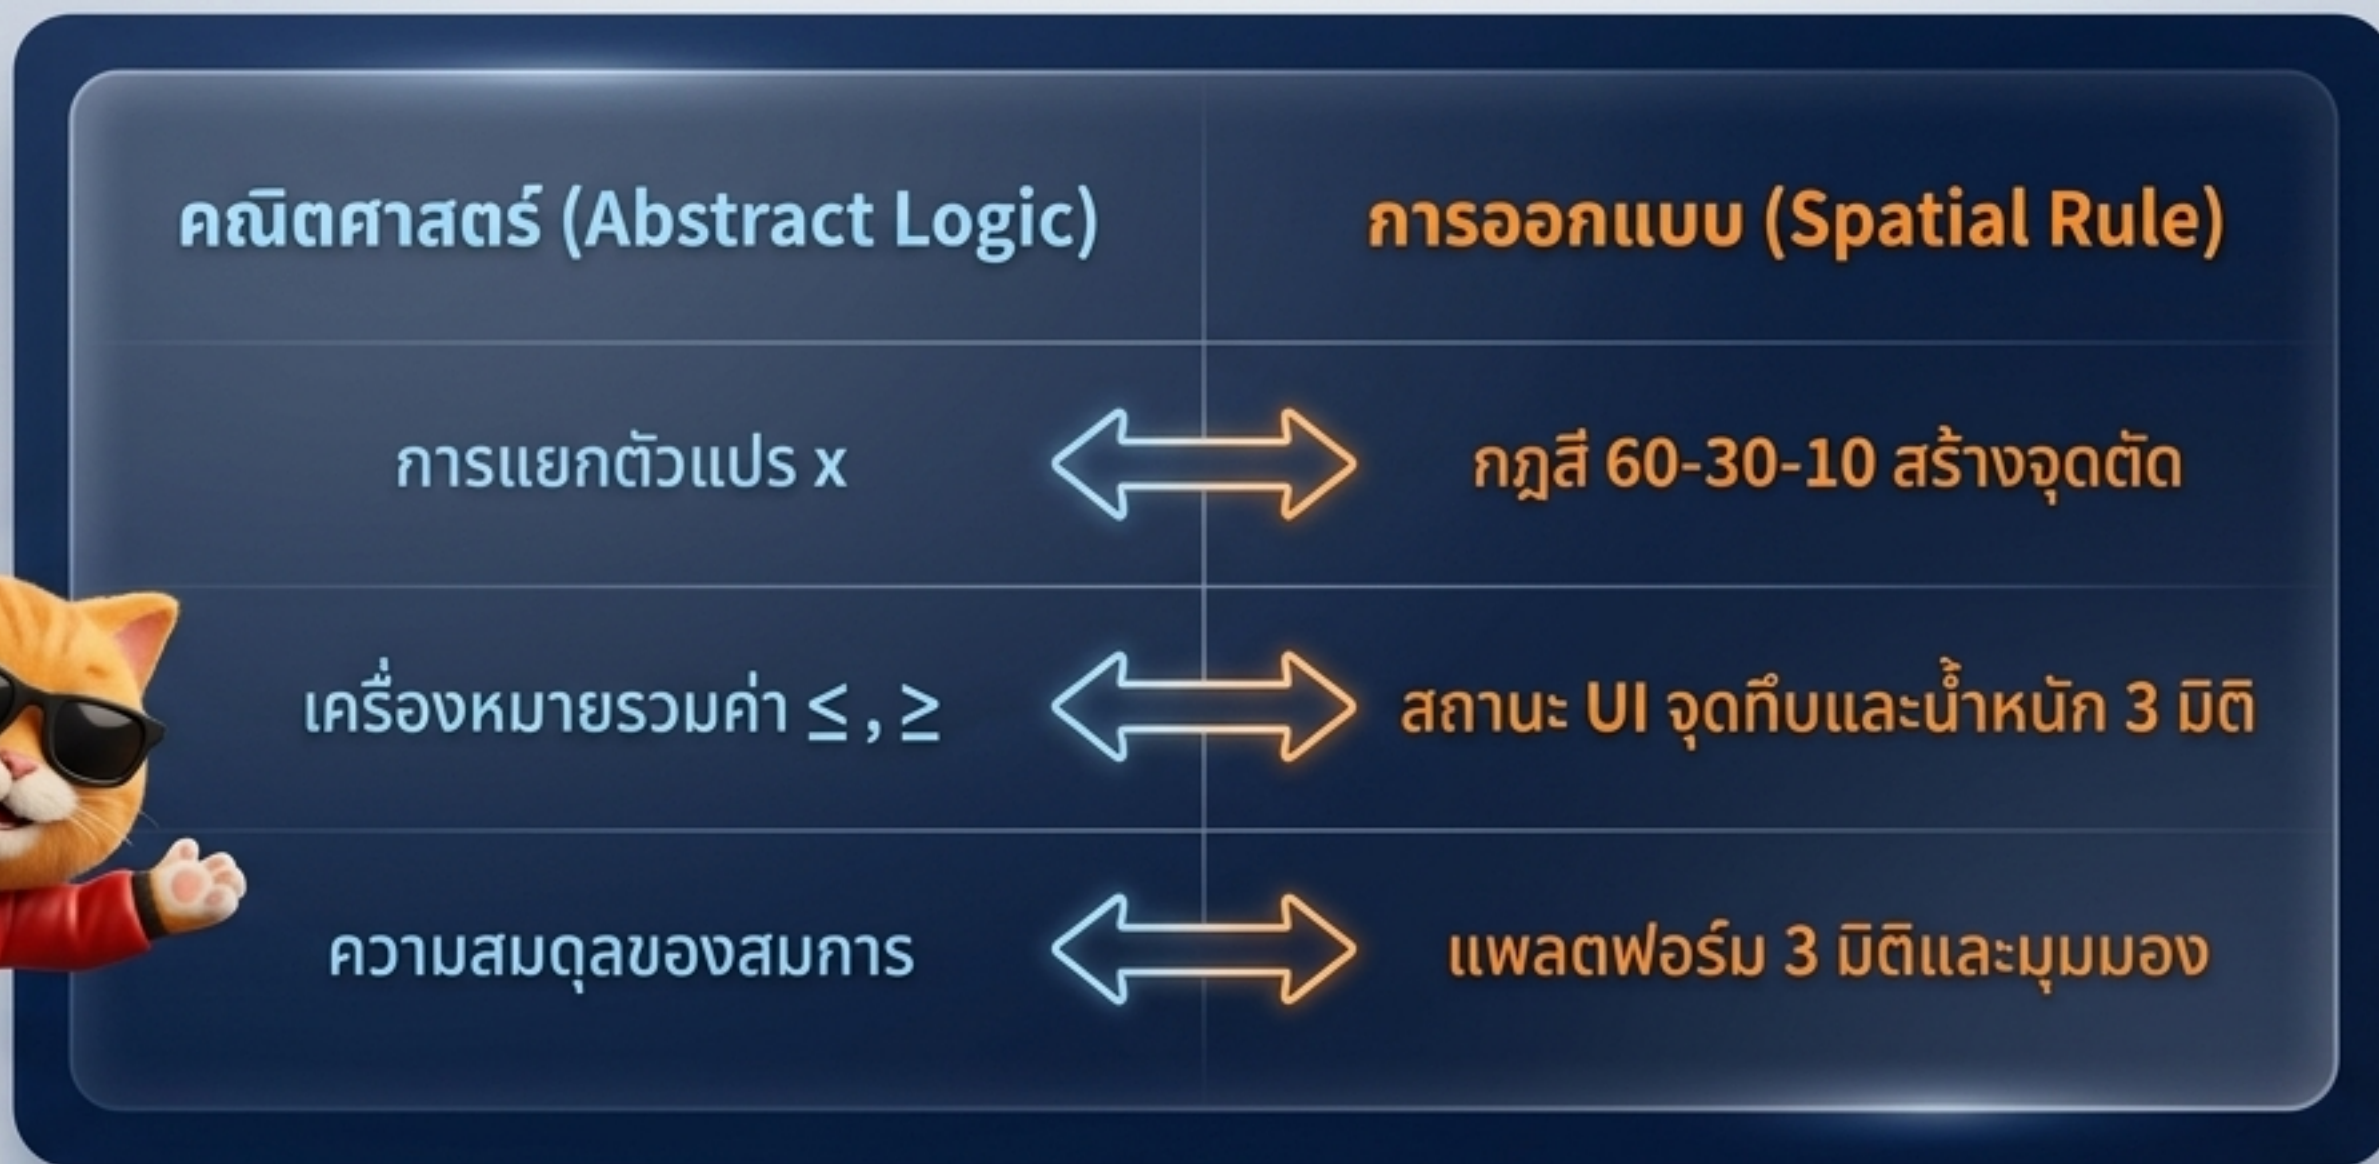 คณิตศาสตร์ (Abstract Logic)
การออกแบบ (Spatial Rule)
การแยกตัวแปร x
กฎสี 60-30-10 สร้างจุดตัด
เครื่องหมายรวมค่า ≤ , ≥
สถานะ UI จุดทึบและน้ำหนัก 3 มิติ
ความสมดุลของสมการ
แพลตฟอร์ม 3 มิติและมุมมอง